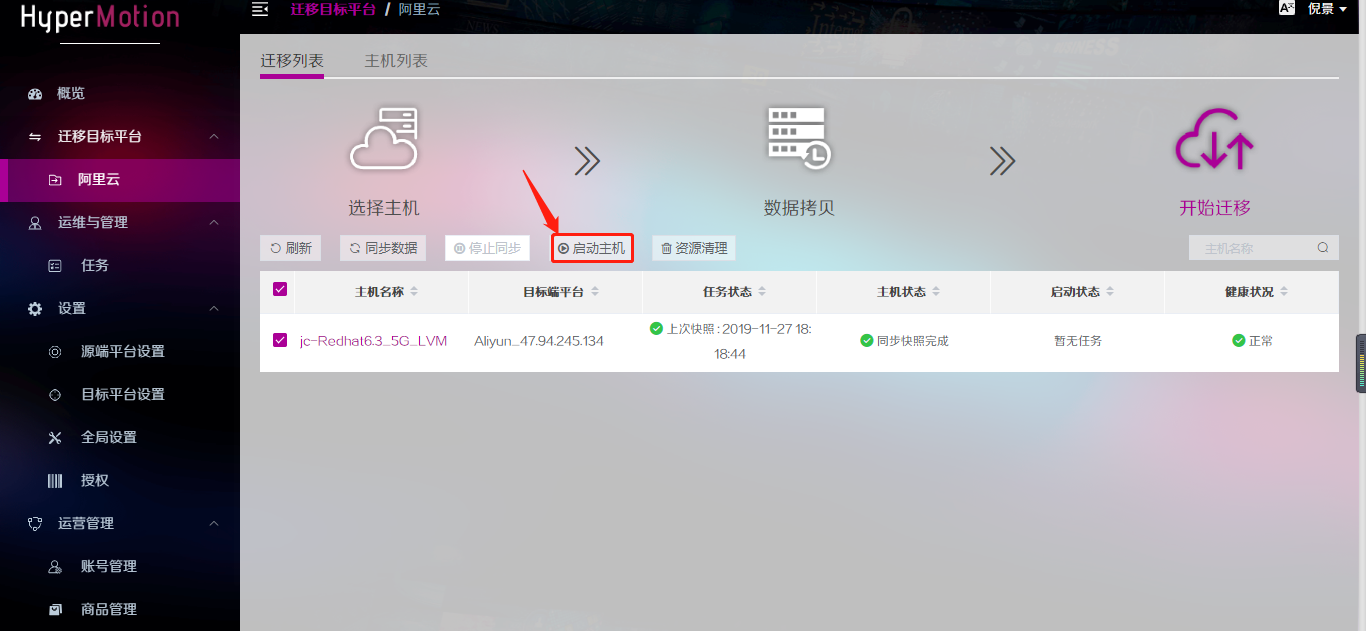 HyperMotion
迁移目标平台 / 阿里云
倪景
概览
迁移目标平台
阿里云
运维与管理
任务
设置
源端平台设置
目标平台设置
全局设置
授权
运营管理
账号管理
商品管理
迁移列表
主机列表
选择主机
数据拷贝
开始迁移
刷新
同步数据
停止同步
启动主机
资源清理
主机名称
主机名称
目标端平台
任务状态
主机状态
启动状态
健康状况
jc-Redhat6.3_5G_LVM
Aliyun_47.94.245.134
上次快照 : 2019-11-27 18:
18:44
同步快照完成
暂无任务
正常